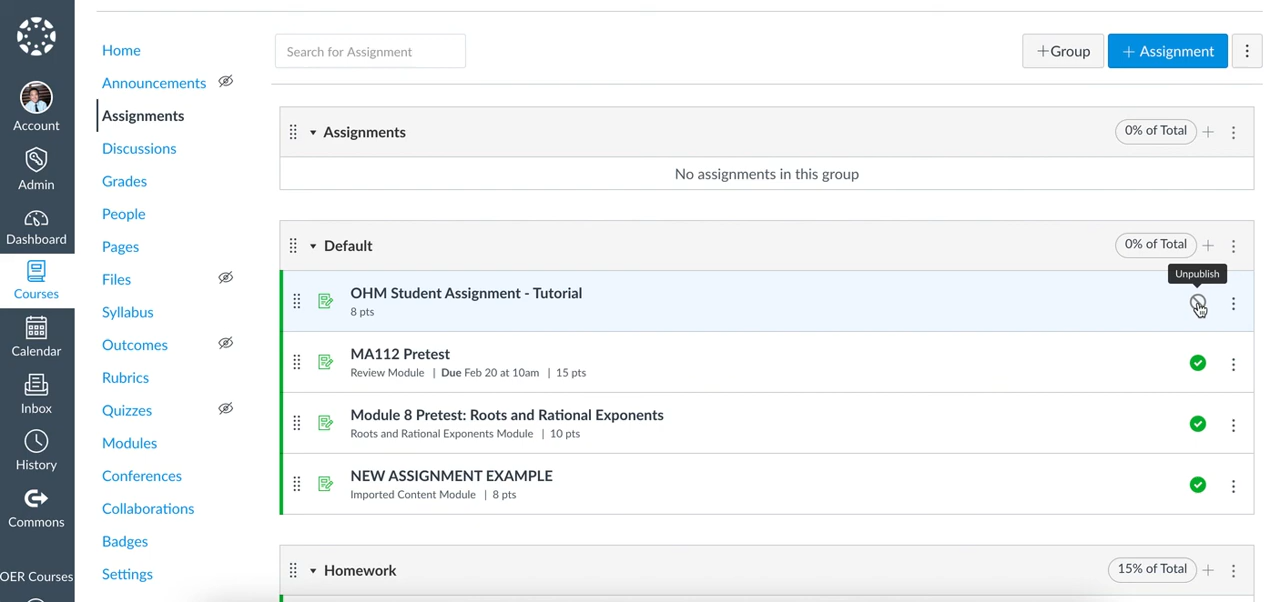 Account
Admin
Dashboard
Courses
Calendar
Inbox
History
Commons
OER Courses
Home
Announcements
Assignments
Discussions
Grades
People
Pages
Files
Syllabus
Outcomes
Rubrics
Quizzes
Modules
Conferences
Collaborations
Badges
Settings
Search for Assignment
+ Group
+ Assignment
Assignments
0% of Total
No assignments in this group
Default
0% of Total
Unpublish
OHM Student Assignment - Tutorial
8 pts
MA112 Pretest
Review Module | Due Feb 20 at 10am | 15 pts
Module 8 Pretest: Roots and Rational Exponents
Roots and Rational Exponents Module | 10 pts
NEW ASSIGNMENT EXAMPLE
Imported Content Module | 8 pts
Homework
15% of Total